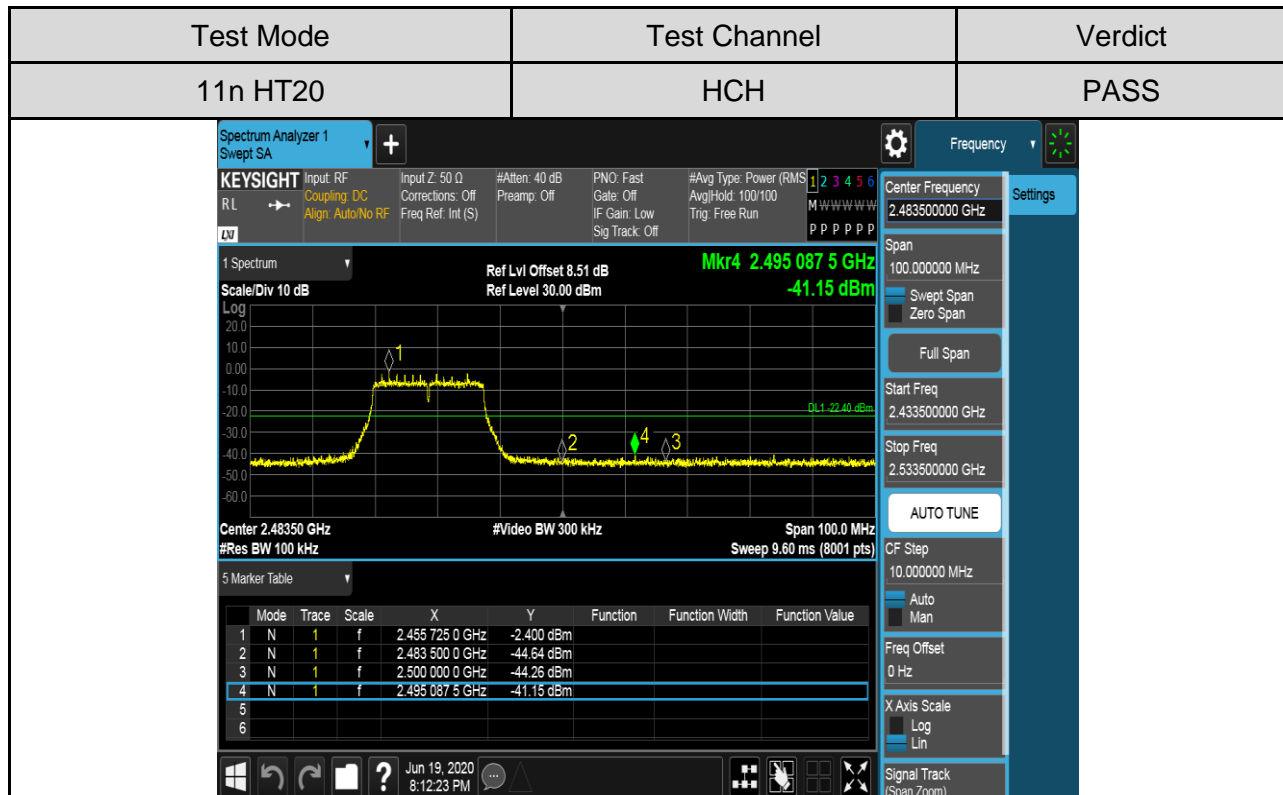 Test Mode Test Channel Verdict
11n HT20 HCH PASS
Spectrum Analyzer 1
Swept SA
+
Frequency
KEYSIGHT Input: RF Input Z: 50 Ω #Atten: 40 dB PNO: Fast #Avg Type: Power (RMS 1 2 3 4 5 6
RL Coupling: DC Corrections: Off Preamp: Off Gate: Off Avg|Hold: 100/100 M W W W W W
Align: Auto/No RF Freq Ref: Int (S) IF Gain: Low Trig: Free Run
LXI Sig Track: Off P P P P P P
1 Spectrum
Ref Lvl Offset 8.51 dB Mkr4 2.495 087 5 GHz
Scale/Div 10 dB Ref Level 30.00 dBm -41.15 dBm
Log
20.0
10.0
0.00
-10.0
-20.0
-30.0
-40.0
-50.0
-60.0
1
2
4
3
DL1 -22.40 dBm
Center 2.48350 GHz #Video BW 300 kHz Span 100.0 MHz
#Res BW 100 kHz Sweep 9.60 ms (8001 pts)
5 Marker Table
Mode Trace Scale X Y Function Function Width Function Value
1 N 1 f 2.455 725 0 GHz -2.400 dBm
2 N 1 f 2.483 500 0 GHz -44.64 dBm
3 N 1 f 2.500 000 0 GHz -44.26 dBm
4 N 1 f 2.495 087 5 GHz -41.15 dBm
5
6
?
Jun 19, 2020
8:12:23 PM
Center Frequency
2.483500000 GHz
Settings
Span
100.000000 MHz
Swept Span
Zero Span
Full Span
Start Freq
2.433500000 GHz
Stop Freq
2.533500000 GHz
AUTO TUNE
CF Step
10.000000 MHz
Auto
Man
Freq Offset
0 Hz
X Axis Scale
Log
Lin
Signal Track
(Span Zoom)